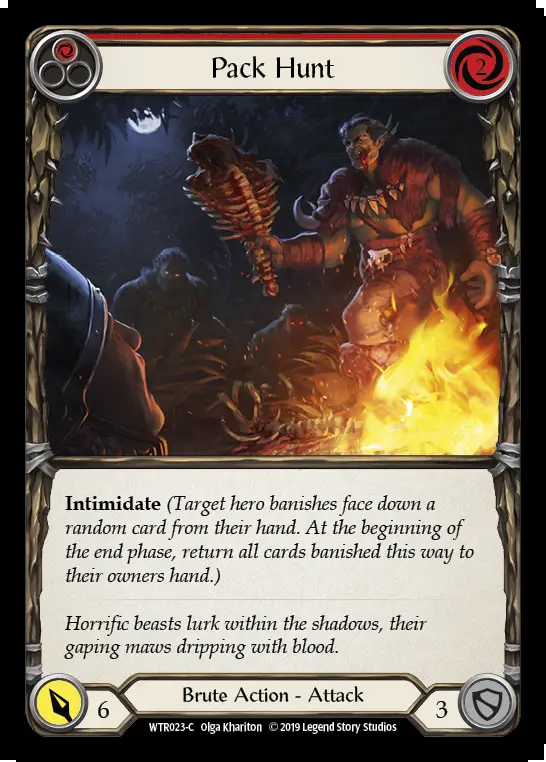 Pack Hunt
2
Intimidate (Target hero banishes face down a
random card from their hand. At the beginning of
the end phase, return all cards banished this way to
their owners hand.)
Horrific beasts lurk within the shadows, their
gaping maws dripping with blood.
6
Brute Action - Attack
3
WTR023-C Olga Khariton © 2019 Legend Story Studios